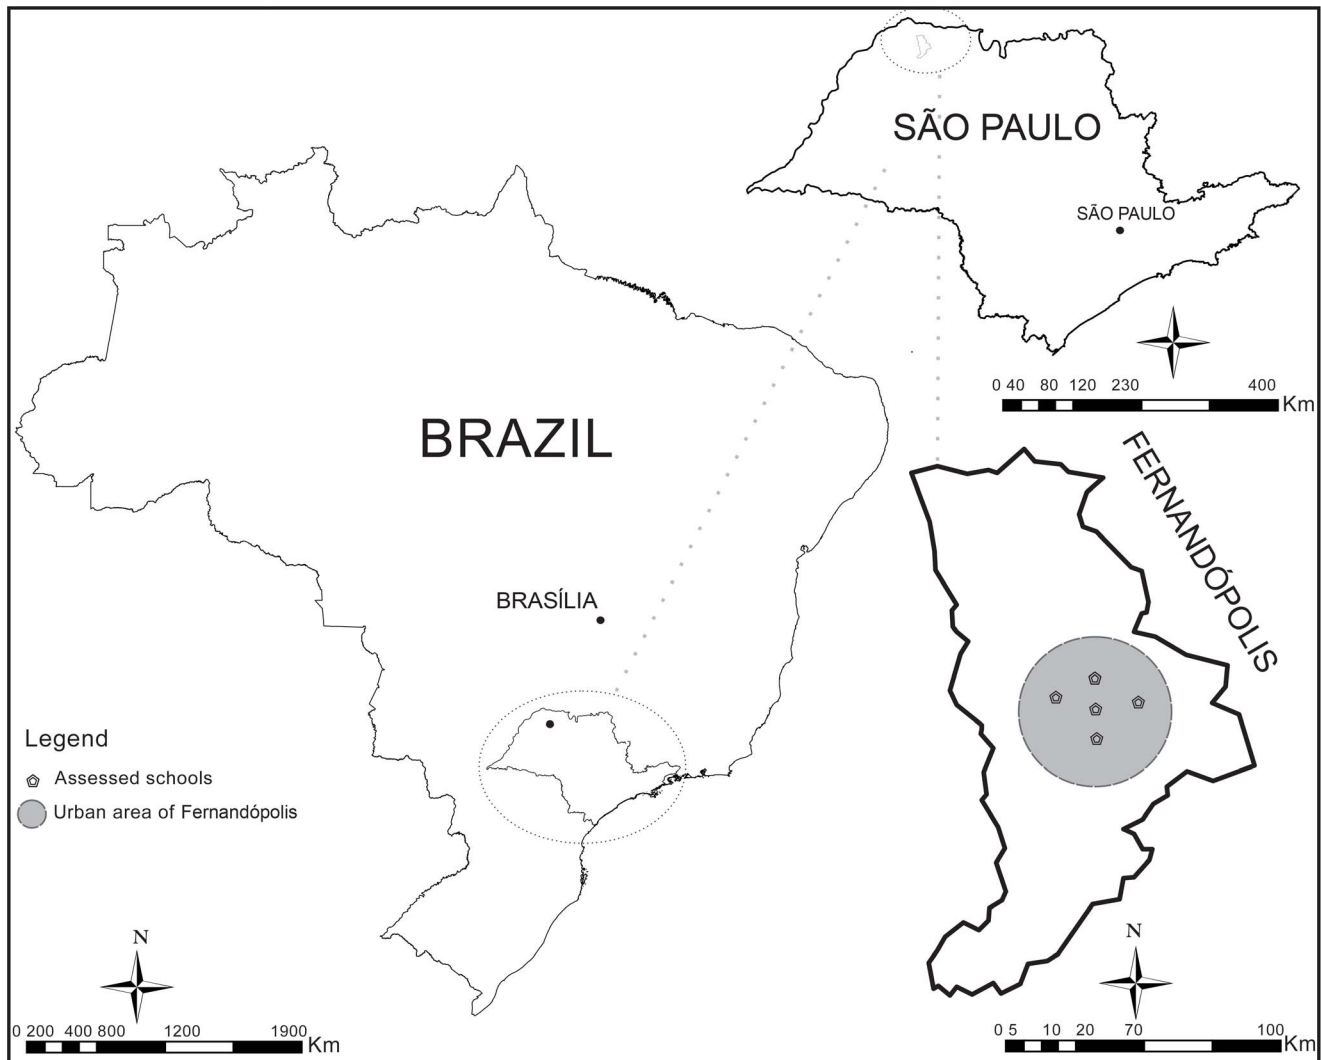 SÃO PAULO
SÃO PAULO
0 40 80 120 230 400 Km
BRAZIL
FERNANDÓPOLIS
BRASÍLIA
Legend
Assessed schools
Urban area of Fernandópolis
N
0 200 400 800 1200 1900 Km
N
0 5 10 20 70 100 Km